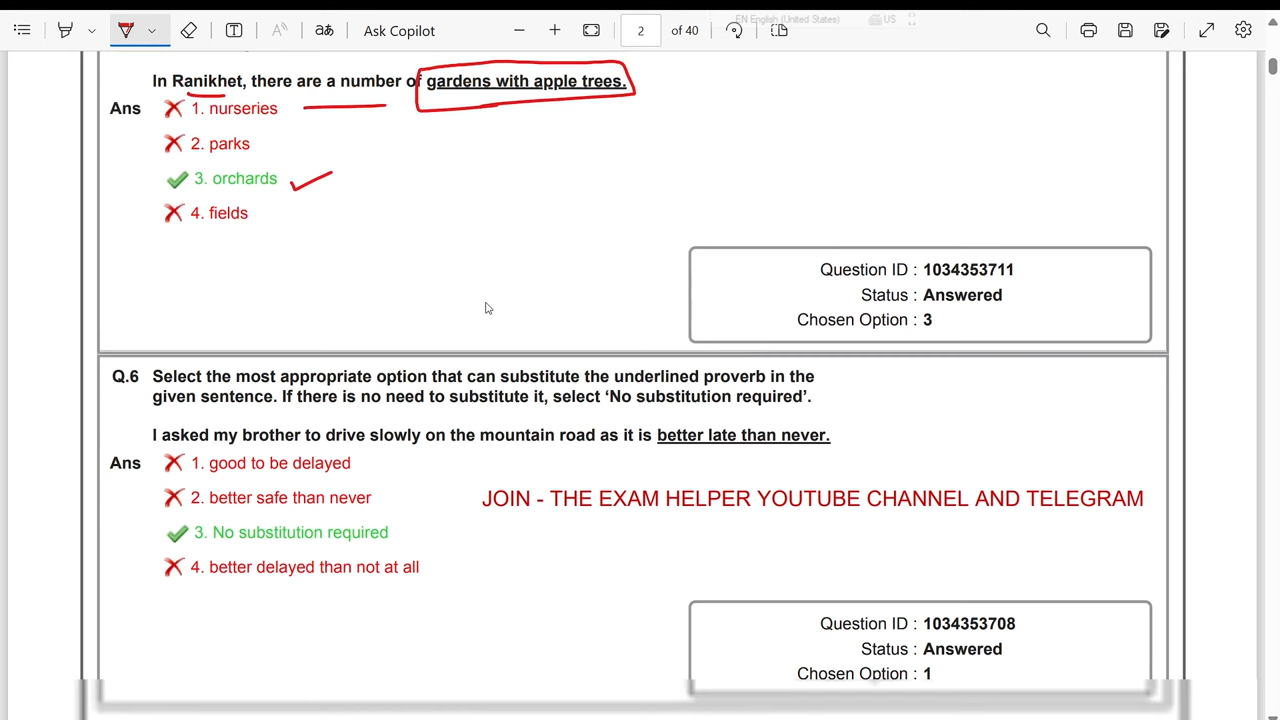 EN English (United States) US
Ask Copilot 2 of 40
In Ranikhet, there are a number of gardens with apple trees.
Ans 1. nurseries
2. parks
3. orchards
4. fields
Question ID : 1034353711
Status : Answered
Chosen Option : 3
Q.6 Select the most appropriate option that can substitute the underlined proverb in the
given sentence. If there is no need to substitute it, select ‘No substitution required’.
I asked my brother to drive slowly on the mountain road as it is better late than never.
Ans 1. good to be delayed
2. better safe than never
JOIN - THE EXAM HELPER YOUTUBE CHANNEL AND TELEGRAM
3. No substitution required
4. better delayed than not at all
Question ID : 1034353708
Status : Answered
Chosen Option : 1